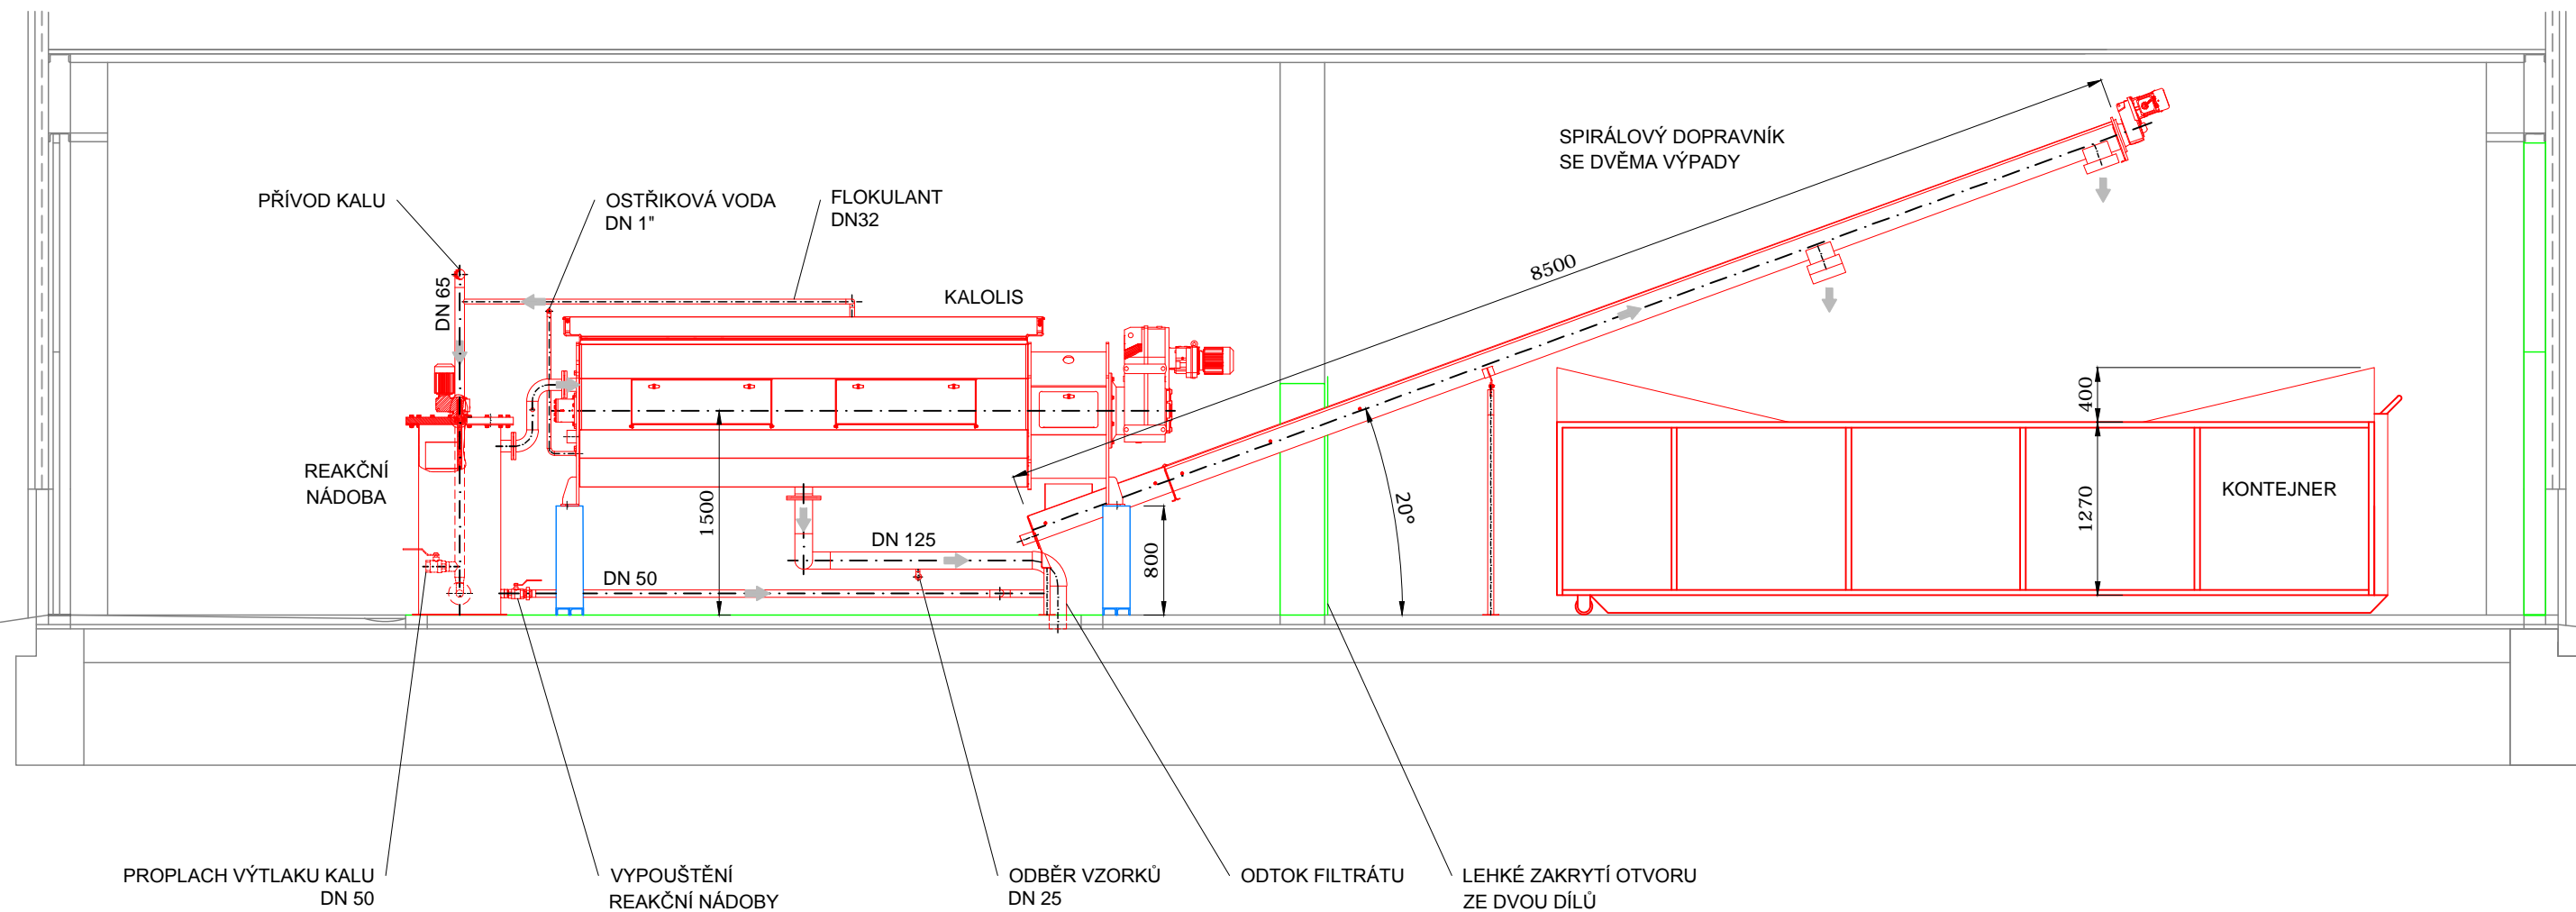 SPIRÁLOVÝ DOPRAVNÍK
SE DVĚMA VÝPADY
PŘÍVOD KALU
OSTŘIKOVÁ VODA
DN 1"
FLOKULANT
DN32
8500
DN 65
KALOLIS
400
REAKČNÍ
NÁDOBA
1500
20°
1270
KONTEJNER
DN 125
800
DN 50
PROPLACH VÝTLAKU KALU
DN 50
VYPOUŠTĚNÍ
REAKČNÍ NÁDOBY
ODBĚR VZORKŮ
DN 25
ODTOK FILTRÁTU
LEHKÉ ZAKRYTÍ OTVORU
ZE DVOU DÍLŮ